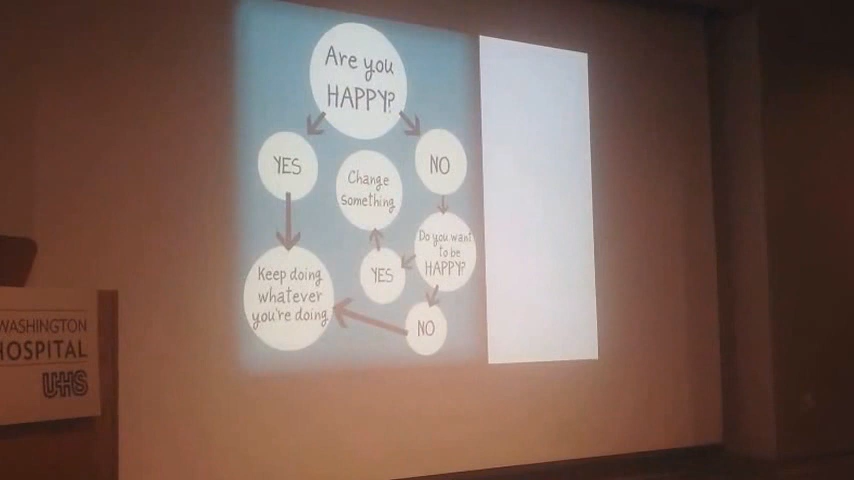 Are you
HAPPY?
YES
NO
Change
something
Do you want
to be
HAPPY?
YES
Keep doing
whatever
you're doing
NO
WASHINGTON
HOSPITAL
UHS